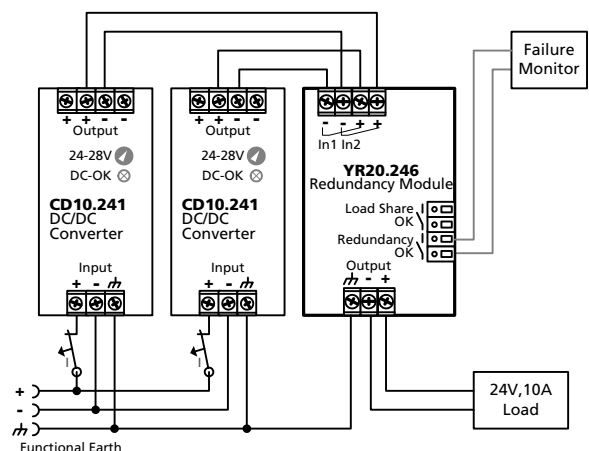 Failure
Monitor
+ + - -
Output
24-28V
DC-OK
CD10.241
DC/DC
Converter
Input
+ -
+ + - -
Output
24-28V
DC-OK
CD10.241
DC/DC
Converter
Input
+ -
- - + +
In1 In2
YR20.246
Redundancy Module
Load Share
OK
Redundancy
OK
Output
- +
I
I
+
-
Functional Earth
24V,10A
Load